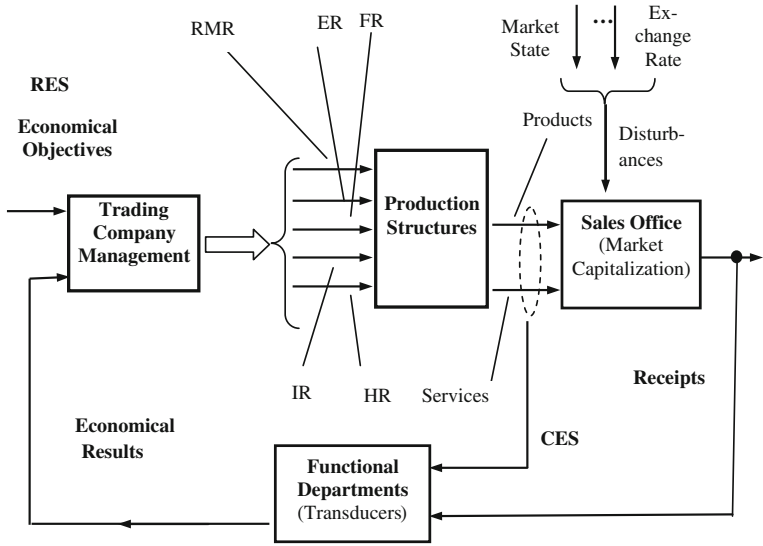 RMR
ER
FR
Market
State
...
Ex-
change
Rate
RES
Economical
Objectives
Products
Disturb-
ances
Trading
Company
Management
Production
Structures
Sales Office
(Market
Capitalization)
IR
HR
Services
Receipts
Economical
Results
CES
Functional
Departments
(Transducers)